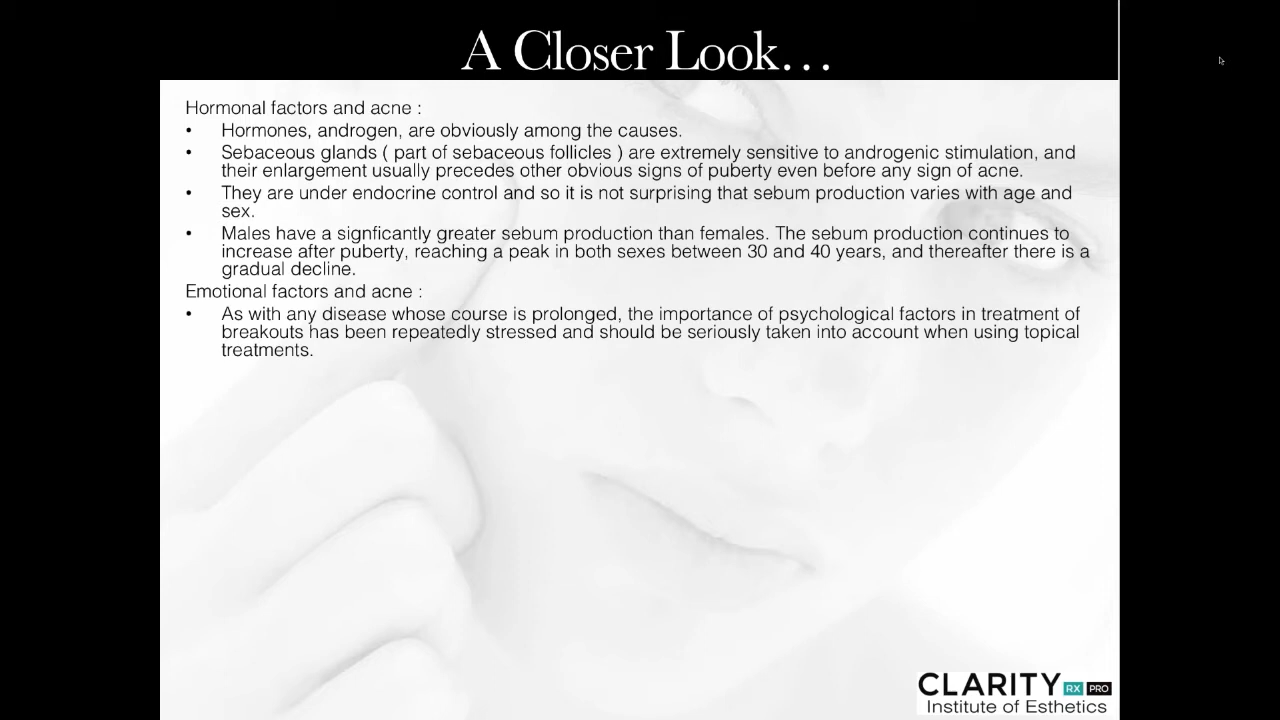 A Closer Look...
Hormonal factors and acne :
• Hormones, androgen, are obviously among the causes.
• Sebaceous glands ( part of sebaceous follicles ) are extremely sensitive to androgenic stimulation, and
their enlargement usually precedes other obvious signs of puberty even before any sign of acne.
• They are under endocrine control and so it is not surprising that sebum production varies with age and
sex.
• Males have a signficantly greater sebum production than females. The sebum production continues to
increase after puberty, reaching a peak in both sexes between 30 and 40 years, and thereafter there is a
gradual decline.
Emotional factors and acne :
• As with any disease whose course is prolonged, the importance of psychological factors in treatment of
breakouts has been repeatedly stressed and should be seriously taken into account when using topical
treatments.
CLARITY RX PRO
Institute of Esthetics